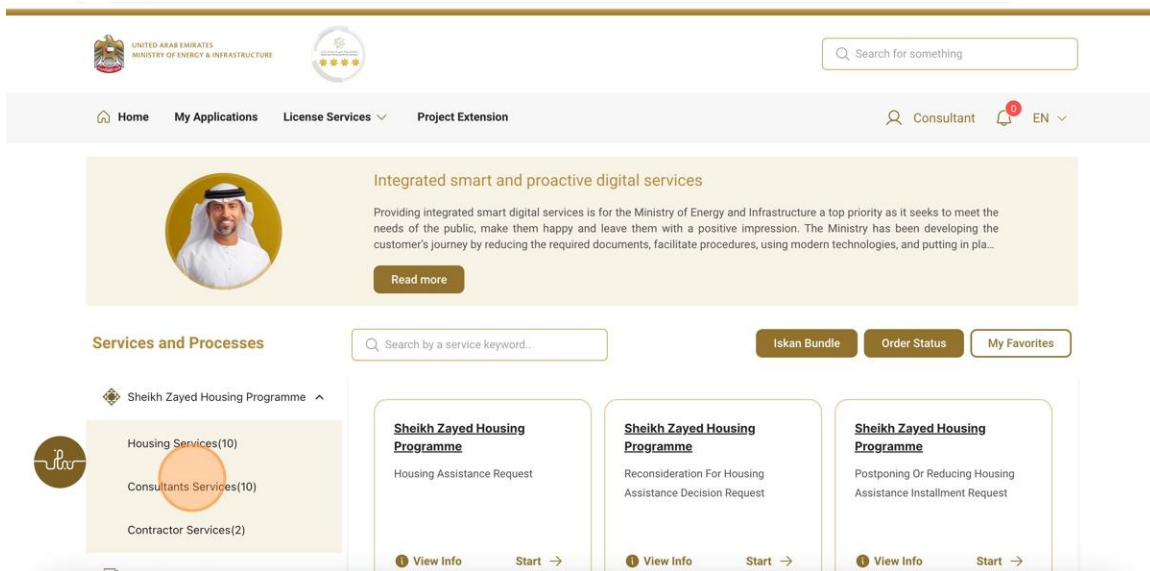 UNITED ARAB EMIRATES
MINISTRY OF ENERGY & INFRASTRUCTURE
Search for something
Home My Applications License Services Project Extension Consultant 0 EN
Integrated smart and proactive digital services
Providing integrated smart digital services is for the Ministry of Energy and Infrastructure a top priority as it seeks to meet the
needs of the public, make them happy and leave them with a positive impression. The Ministry has been developing the
customer's journey by reducing the required documents, facilitate procedures, using modern technologies, and putting in pla...
Read more
Services and Processes
Search by a service keyword..
Iskan Bundle Order Status My Favorites
Sheikh Zayed Housing Programme
Housing Services(10)
Consultants Services(10)
Contractor Services(2)
Sheikh Zayed Housing
Programme
Housing Assistance Request
View Info Start →
Sheikh Zayed Housing
Programme
Reconsideration For Housing
Assistance Decision Request
View Info Start →
Sheikh Zayed Housing
Programme
Postponing Or Reducing Housing
Assistance Installment Request
View Info Start →